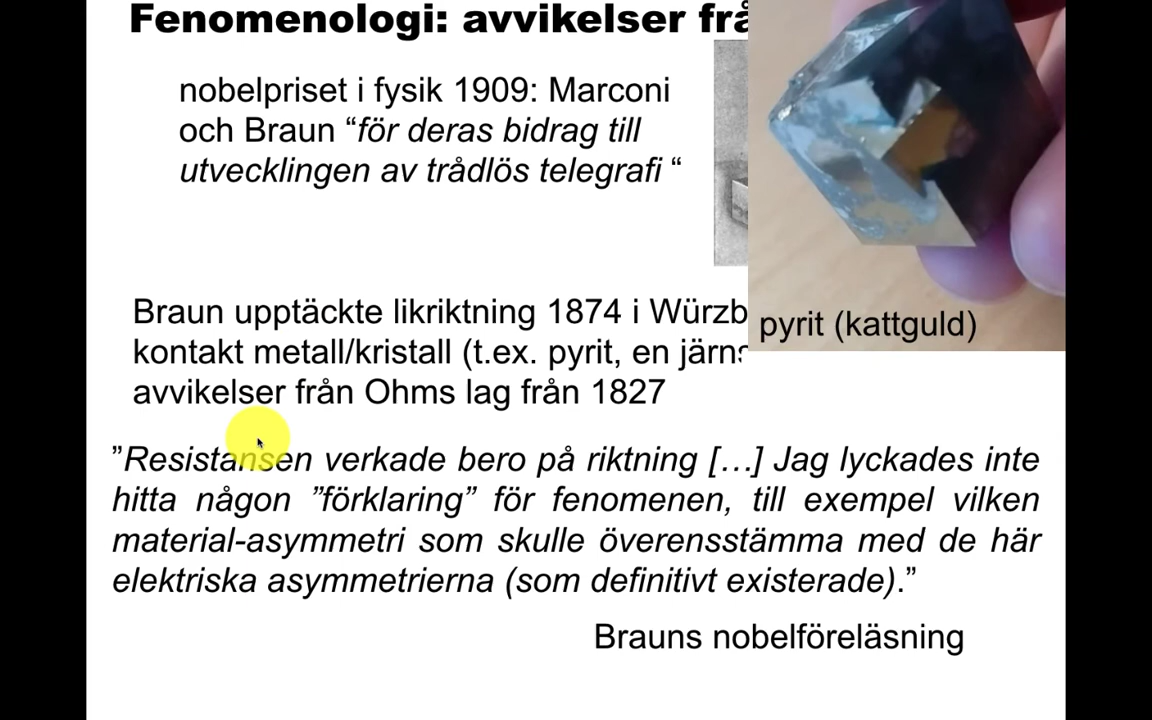 Fenomenologi: avvikelser
nobelpriset i fysik 1909: Marconi
och Braun “för deras bidrag till
utvecklingen av trådlös telegrafi “
Braun upptäckte likriktning 1874 i
pyrit (kattguld)
kontakt metall/kristall (t.ex. pyrit, en
avvikelser från Ohms lag från 1827
”Resistansen verkade bero på riktning […] Jag lyckades inte
hitta någon ”förklaring” för fenomenen, till exempel vilken
material-asymmetri som skulle överensstämma med de här
elektriska asymmetrierna (som definitivt existerade).”
Brauns nobelföreläsning